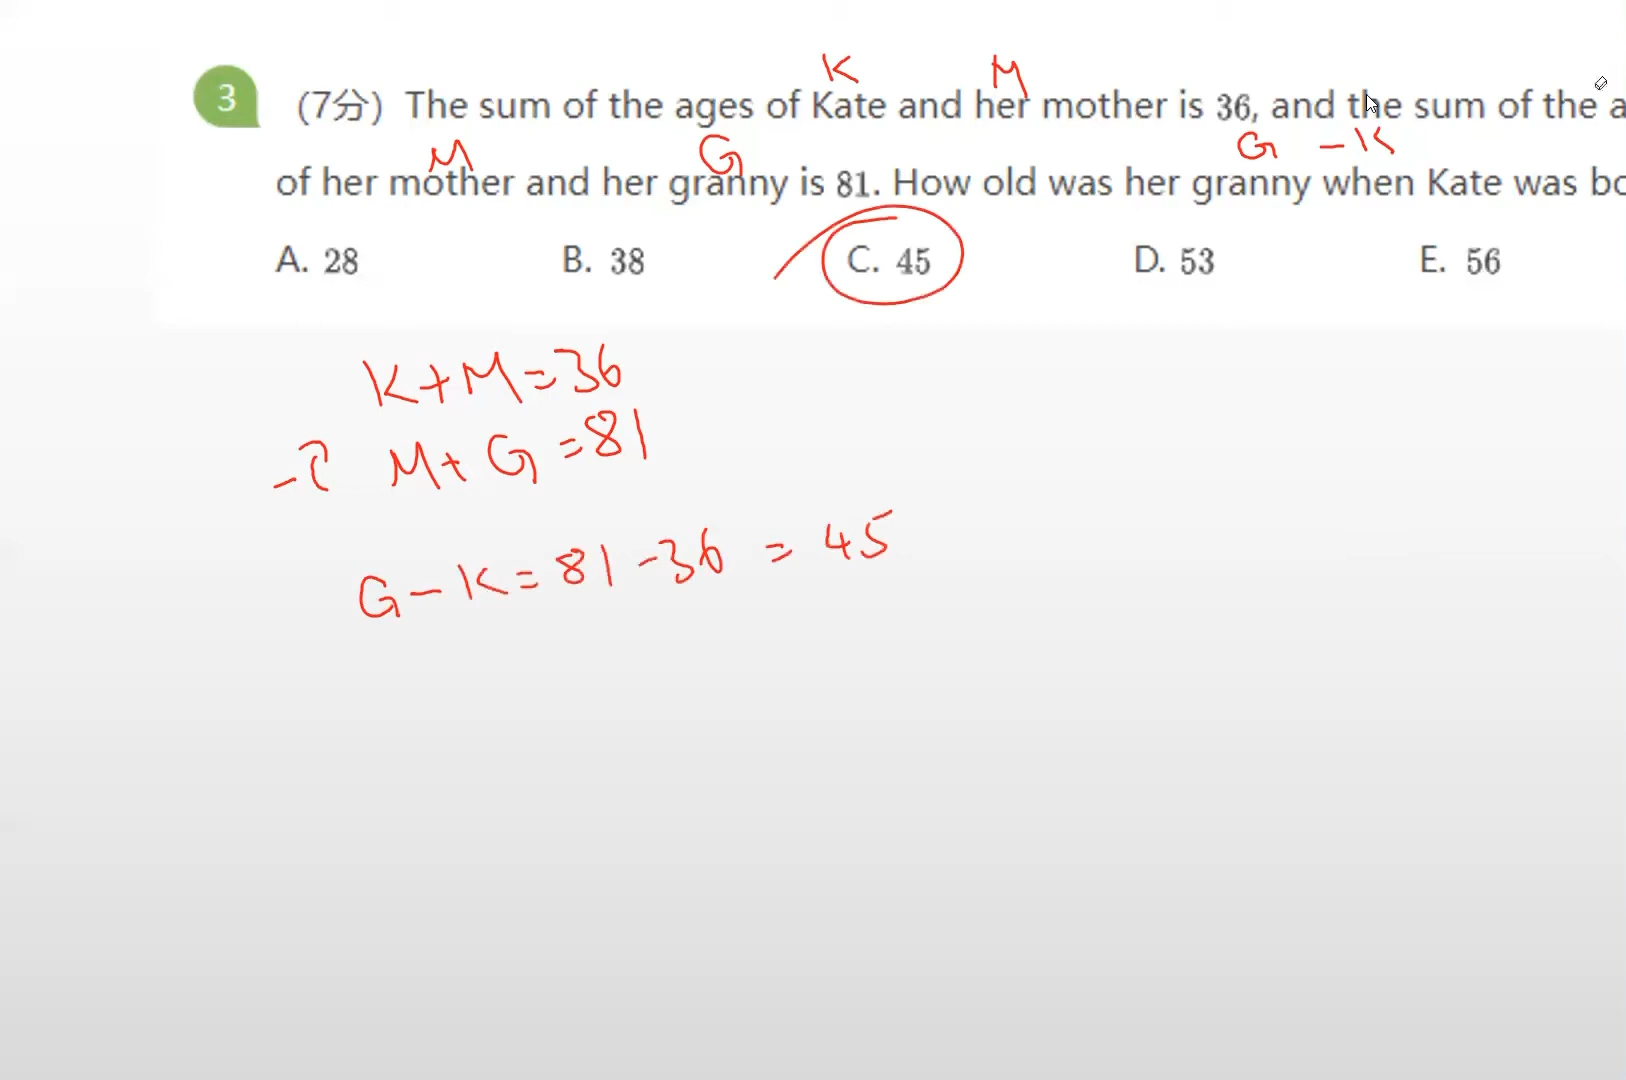 K M
3 (7分) The sum of the ages of Kate and her mother is 36, and the sum of the a
M G G - K
of her mother and her granny is 81. How old was her granny when Kate was bo
A. 28 B. 38 C. 45 D. 53 E. 56
K+M=36
M+G=81
G-K=81-36=45